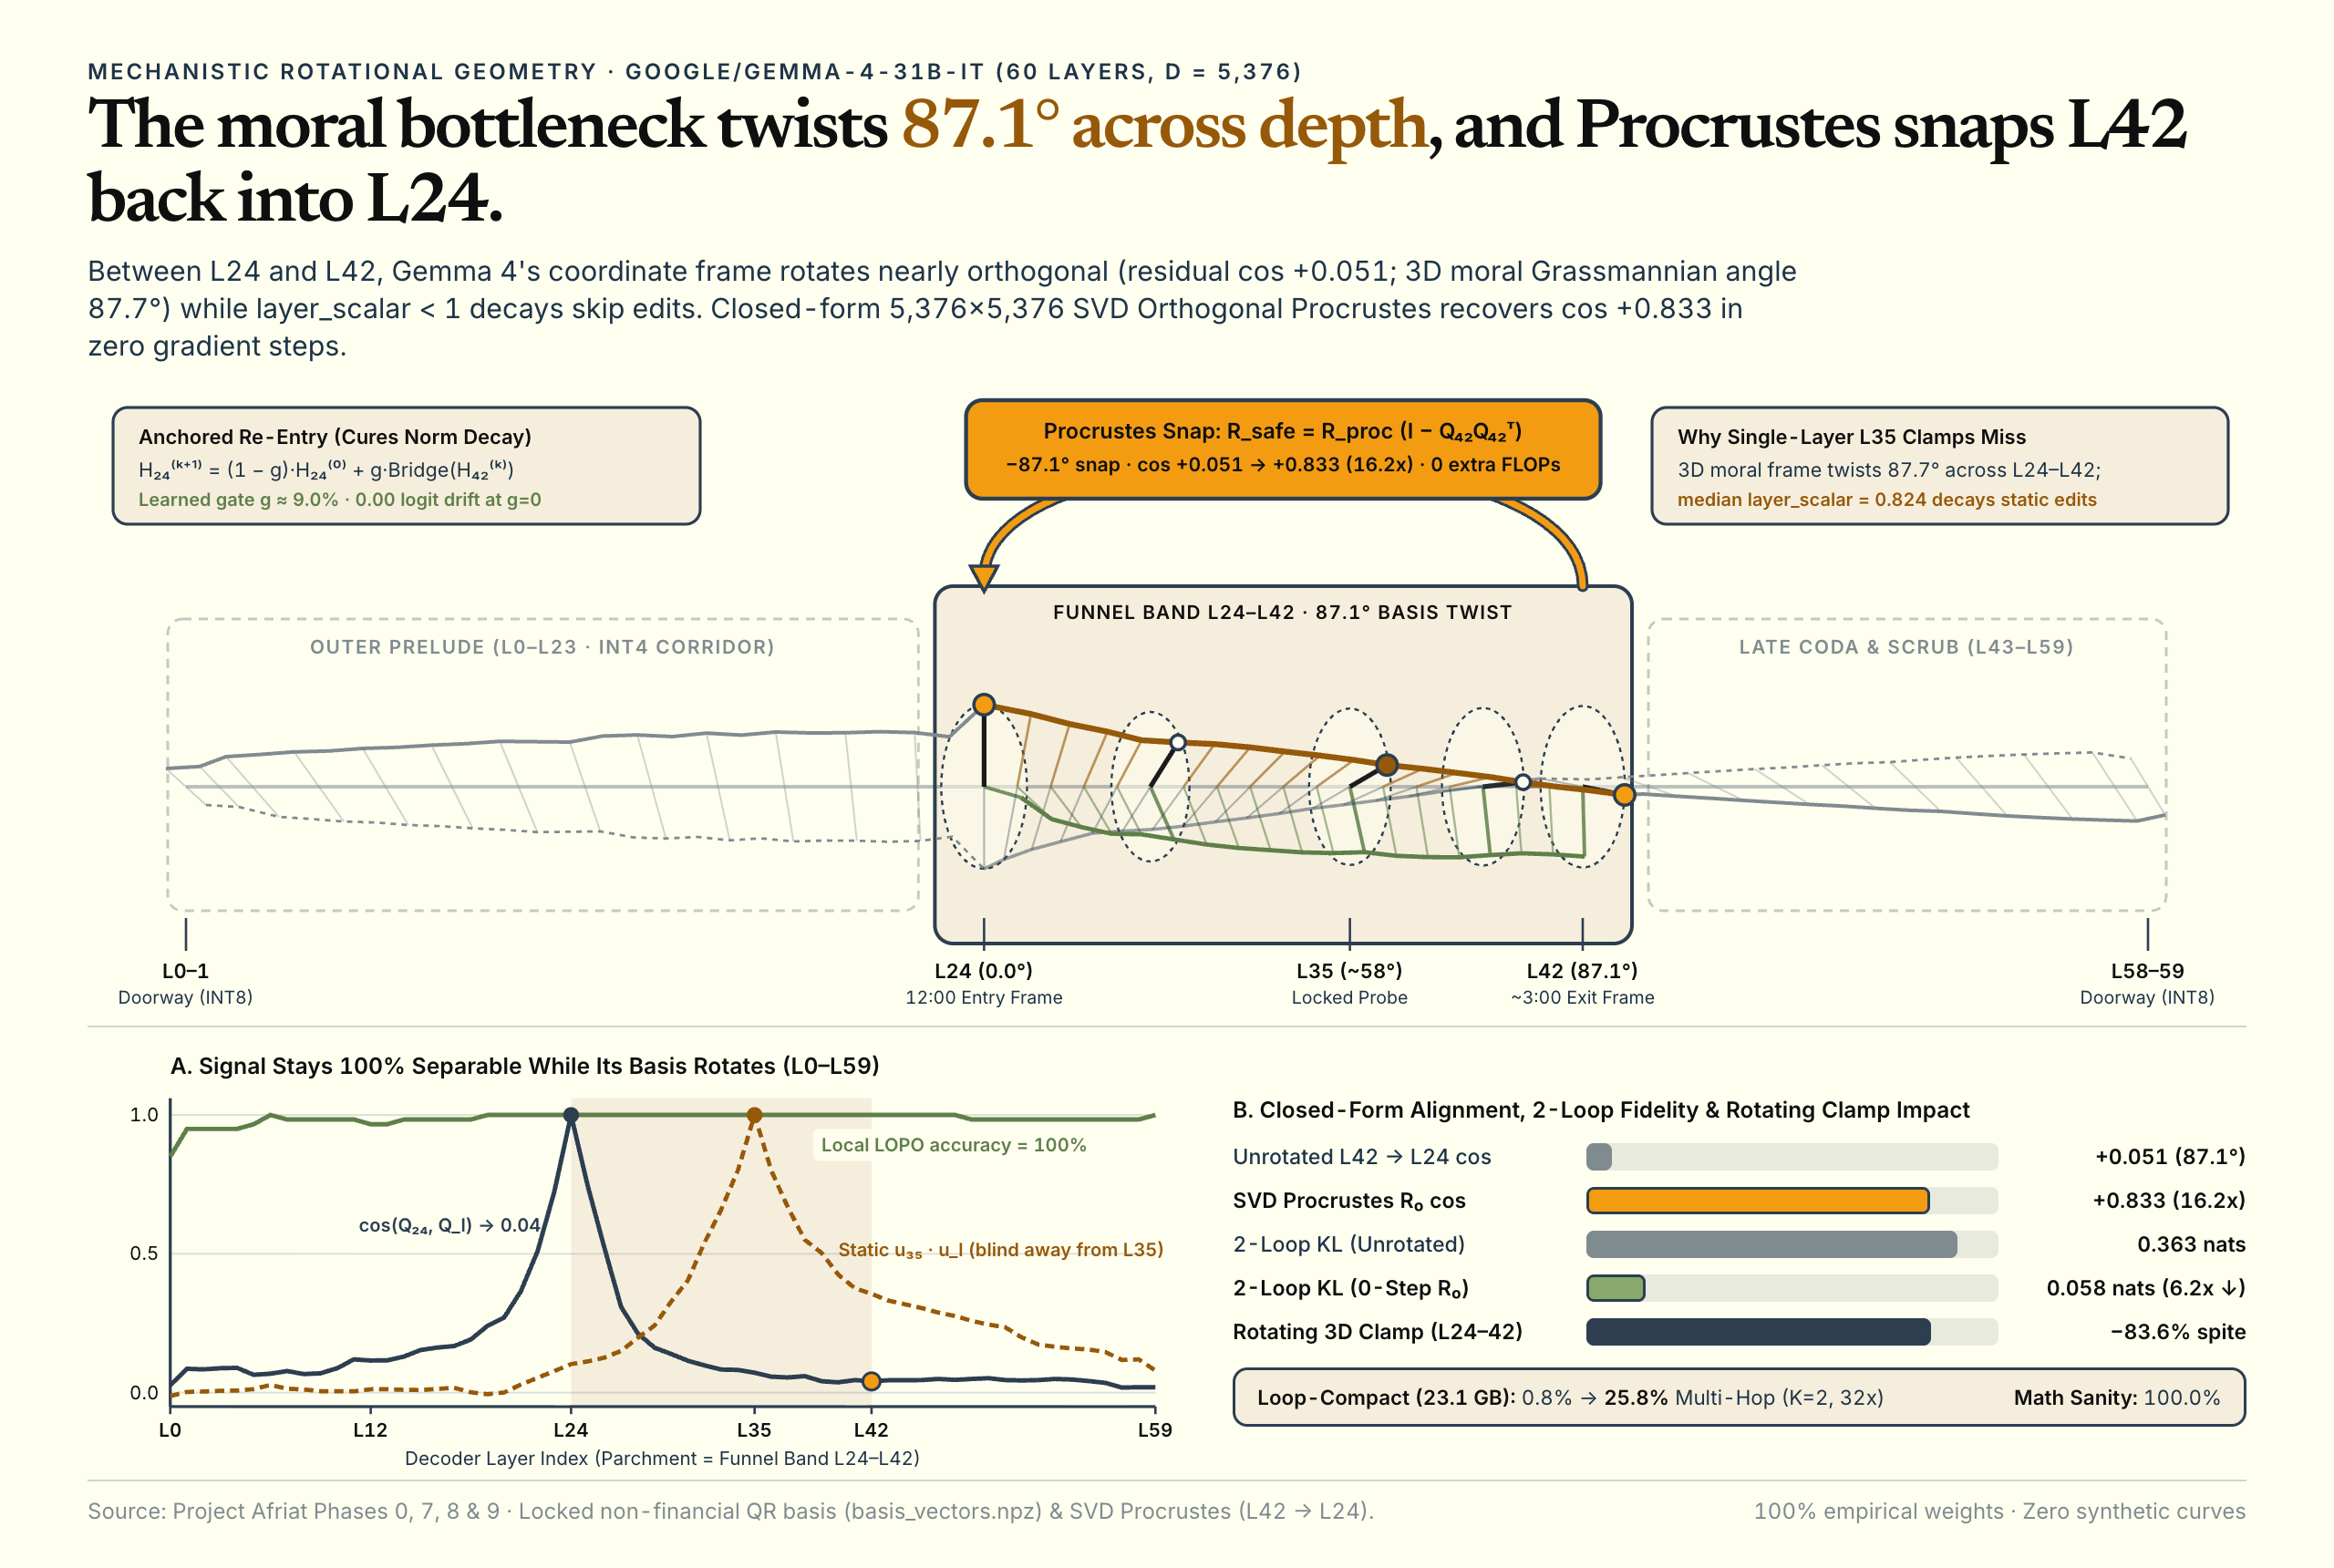 MECHANISTIC ROTATIONAL GEOMETRY · GOOGLE/GEMMA-4-31B-IT (60 LAYERS, D = 5,376)
The moral bottleneck twists 87.1° across depth, and Procrustes snaps L42
back into L24.
Between L24 and L42, Gemma 4's coordinate frame rotates nearly orthogonal (residual cos +0.051; 3D moral Grassmannian angle
87.7°) while layer_scalar < 1 decays skip edits. Closed-form 5,376×5,376 SVD Orthogonal Procrustes recovers cos +0.833 in
zero gradient steps.
Anchored Re-Entry (Cures Norm Decay)
H₂₄⁽ᵏ⁺¹⁾ = (1 − g)·H₂₄⁽⁰⁾ + g·Bridge(H₄₂⁽ᵏ⁾)
Learned gate g ≈ 9.0% · 0.00 logit drift at g=0
Procrustes Snap: R_safe = R_proc (I − Q₄₂Q₄₂ᵀ)
−87.1° snap · cos +0.051 → +0.833 (16.2x) · 0 extra FLOPs
Why Single-Layer L35 Clamps Miss
3D moral frame twists 87.7° across L24–L42;
median layer_scalar = 0.824 decays static edits
OUTER PRELUDE (L0–L23 · INT4 CORRIDOR)
FUNNEL BAND L24–L42 · 87.1° BASIS TWIST
LATE CODA & SCRUB (L43–L59)
L0–1
Doorway (INT8)
L24 (0.0°)
12:00 Entry Frame
L35 (~58°)
Locked Probe
L42 (87.1°)
~3:00 Exit Frame
L58–59
Doorway (INT8)
A. Signal Stays 100% Separable While Its Basis Rotates (L0–L59)
1.0
Local LOPO accuracy = 100%
cos(Q₂₄, Q_l) → 0.04
0.5
Static u₃₅ · u_l (blind away from L35)
0.0
L0 L12 L24 L35 L42 L59
Decoder Layer Index (Parchment = Funnel Band L24–L42)
B. Closed-Form Alignment, 2-Loop Fidelity & Rotating Clamp Impact
Unrotated L42 → L24 cos +0.051 (87.1°)
SVD Procrustes R₀ cos +0.833 (16.2x)
2-Loop KL (Unrotated) 0.363 nats
2-Loop KL (0-Step R₀) 0.058 nats (6.2x ↓)
Rotating 3D Clamp (L24–42) −83.6% spite
Loop-Compact (23.1 GB): 0.8% → 25.8% Multi-Hop (K=2, 32x) Math Sanity: 100.0%
Source: Project Afriat Phases 0, 7, 8 & 9 · Locked non-financial QR basis (basis_vectors.npz) & SVD Procrustes (L42 → L24).
100% empirical weights · Zero synthetic curves